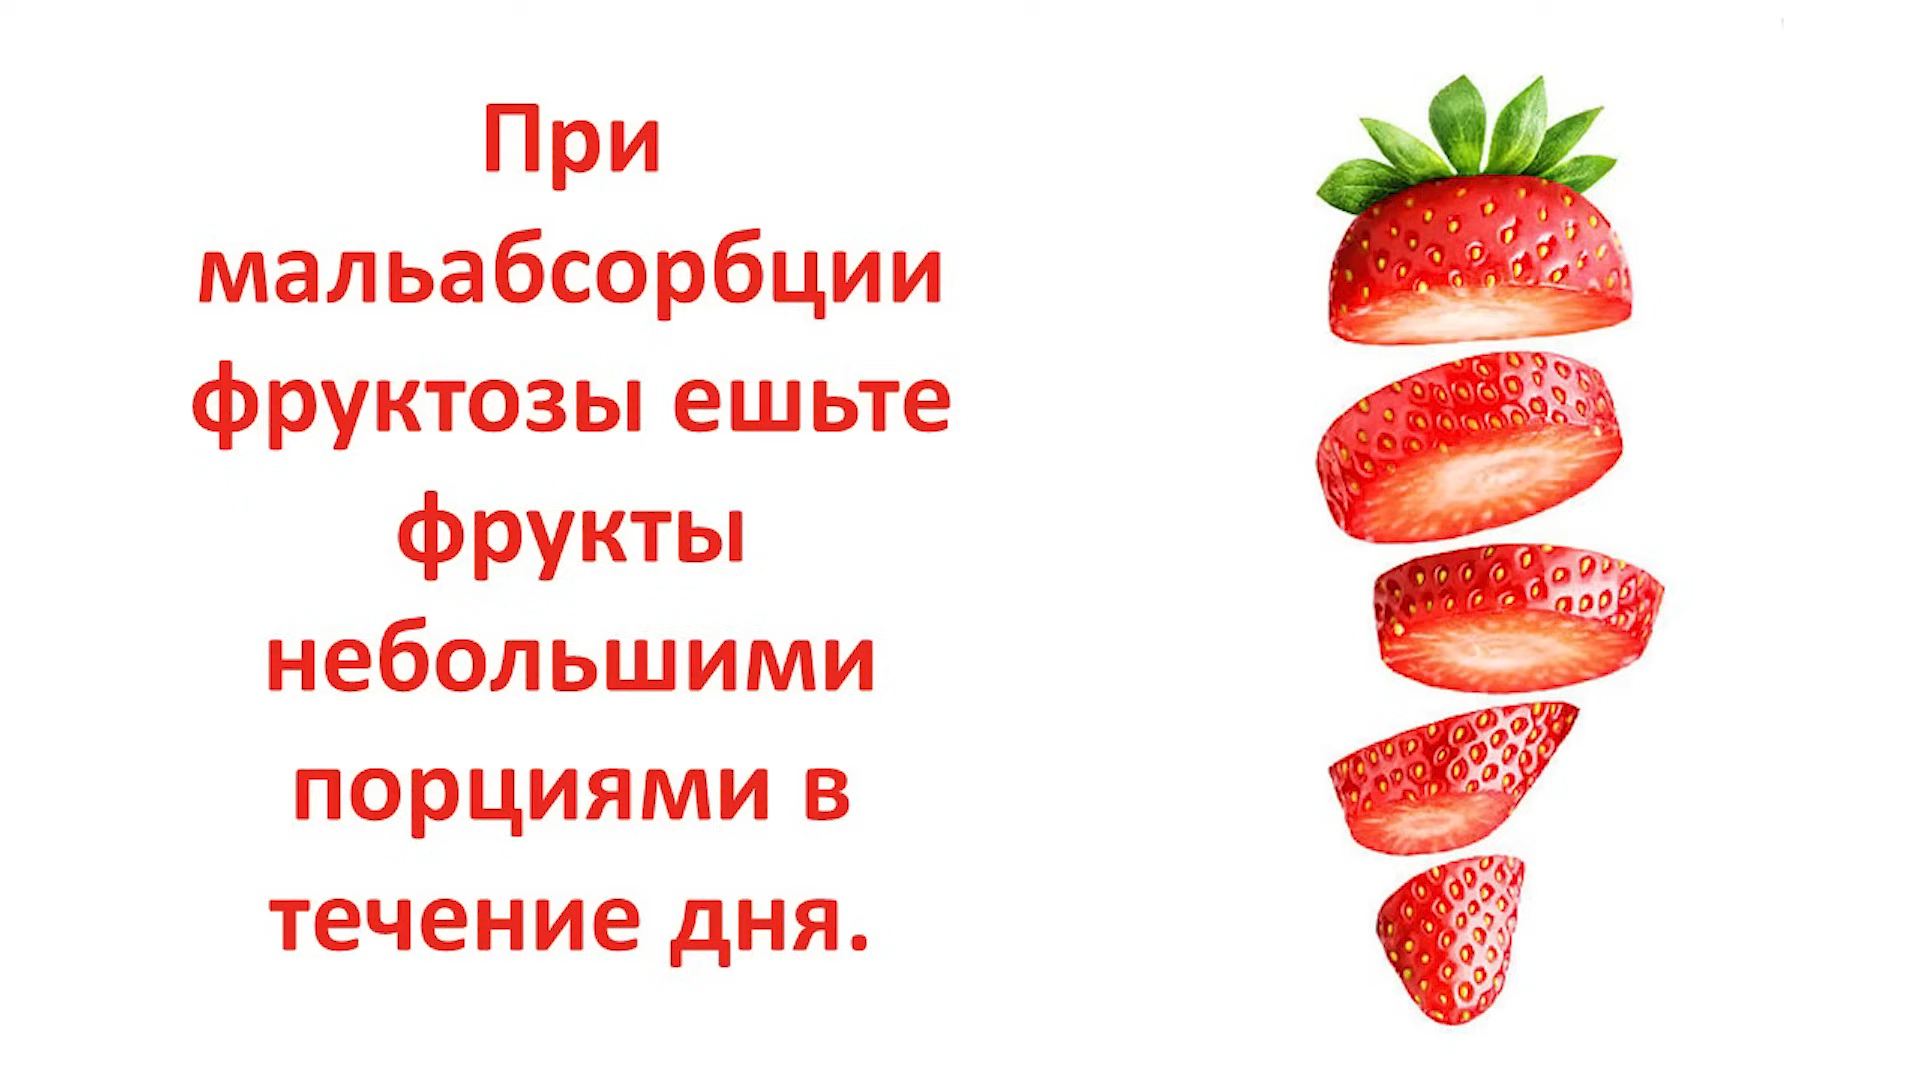 При
мальабсорбции
фруктозы ешьте
фрукты
небольшими
порциями в
течение дня.